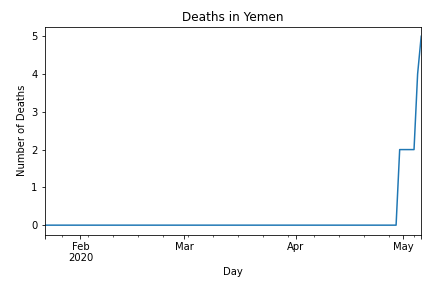 Deaths in Yemen
5
4
3
2
1
0
Number of Deaths
Feb
2020
Mar
Apr
May
Day